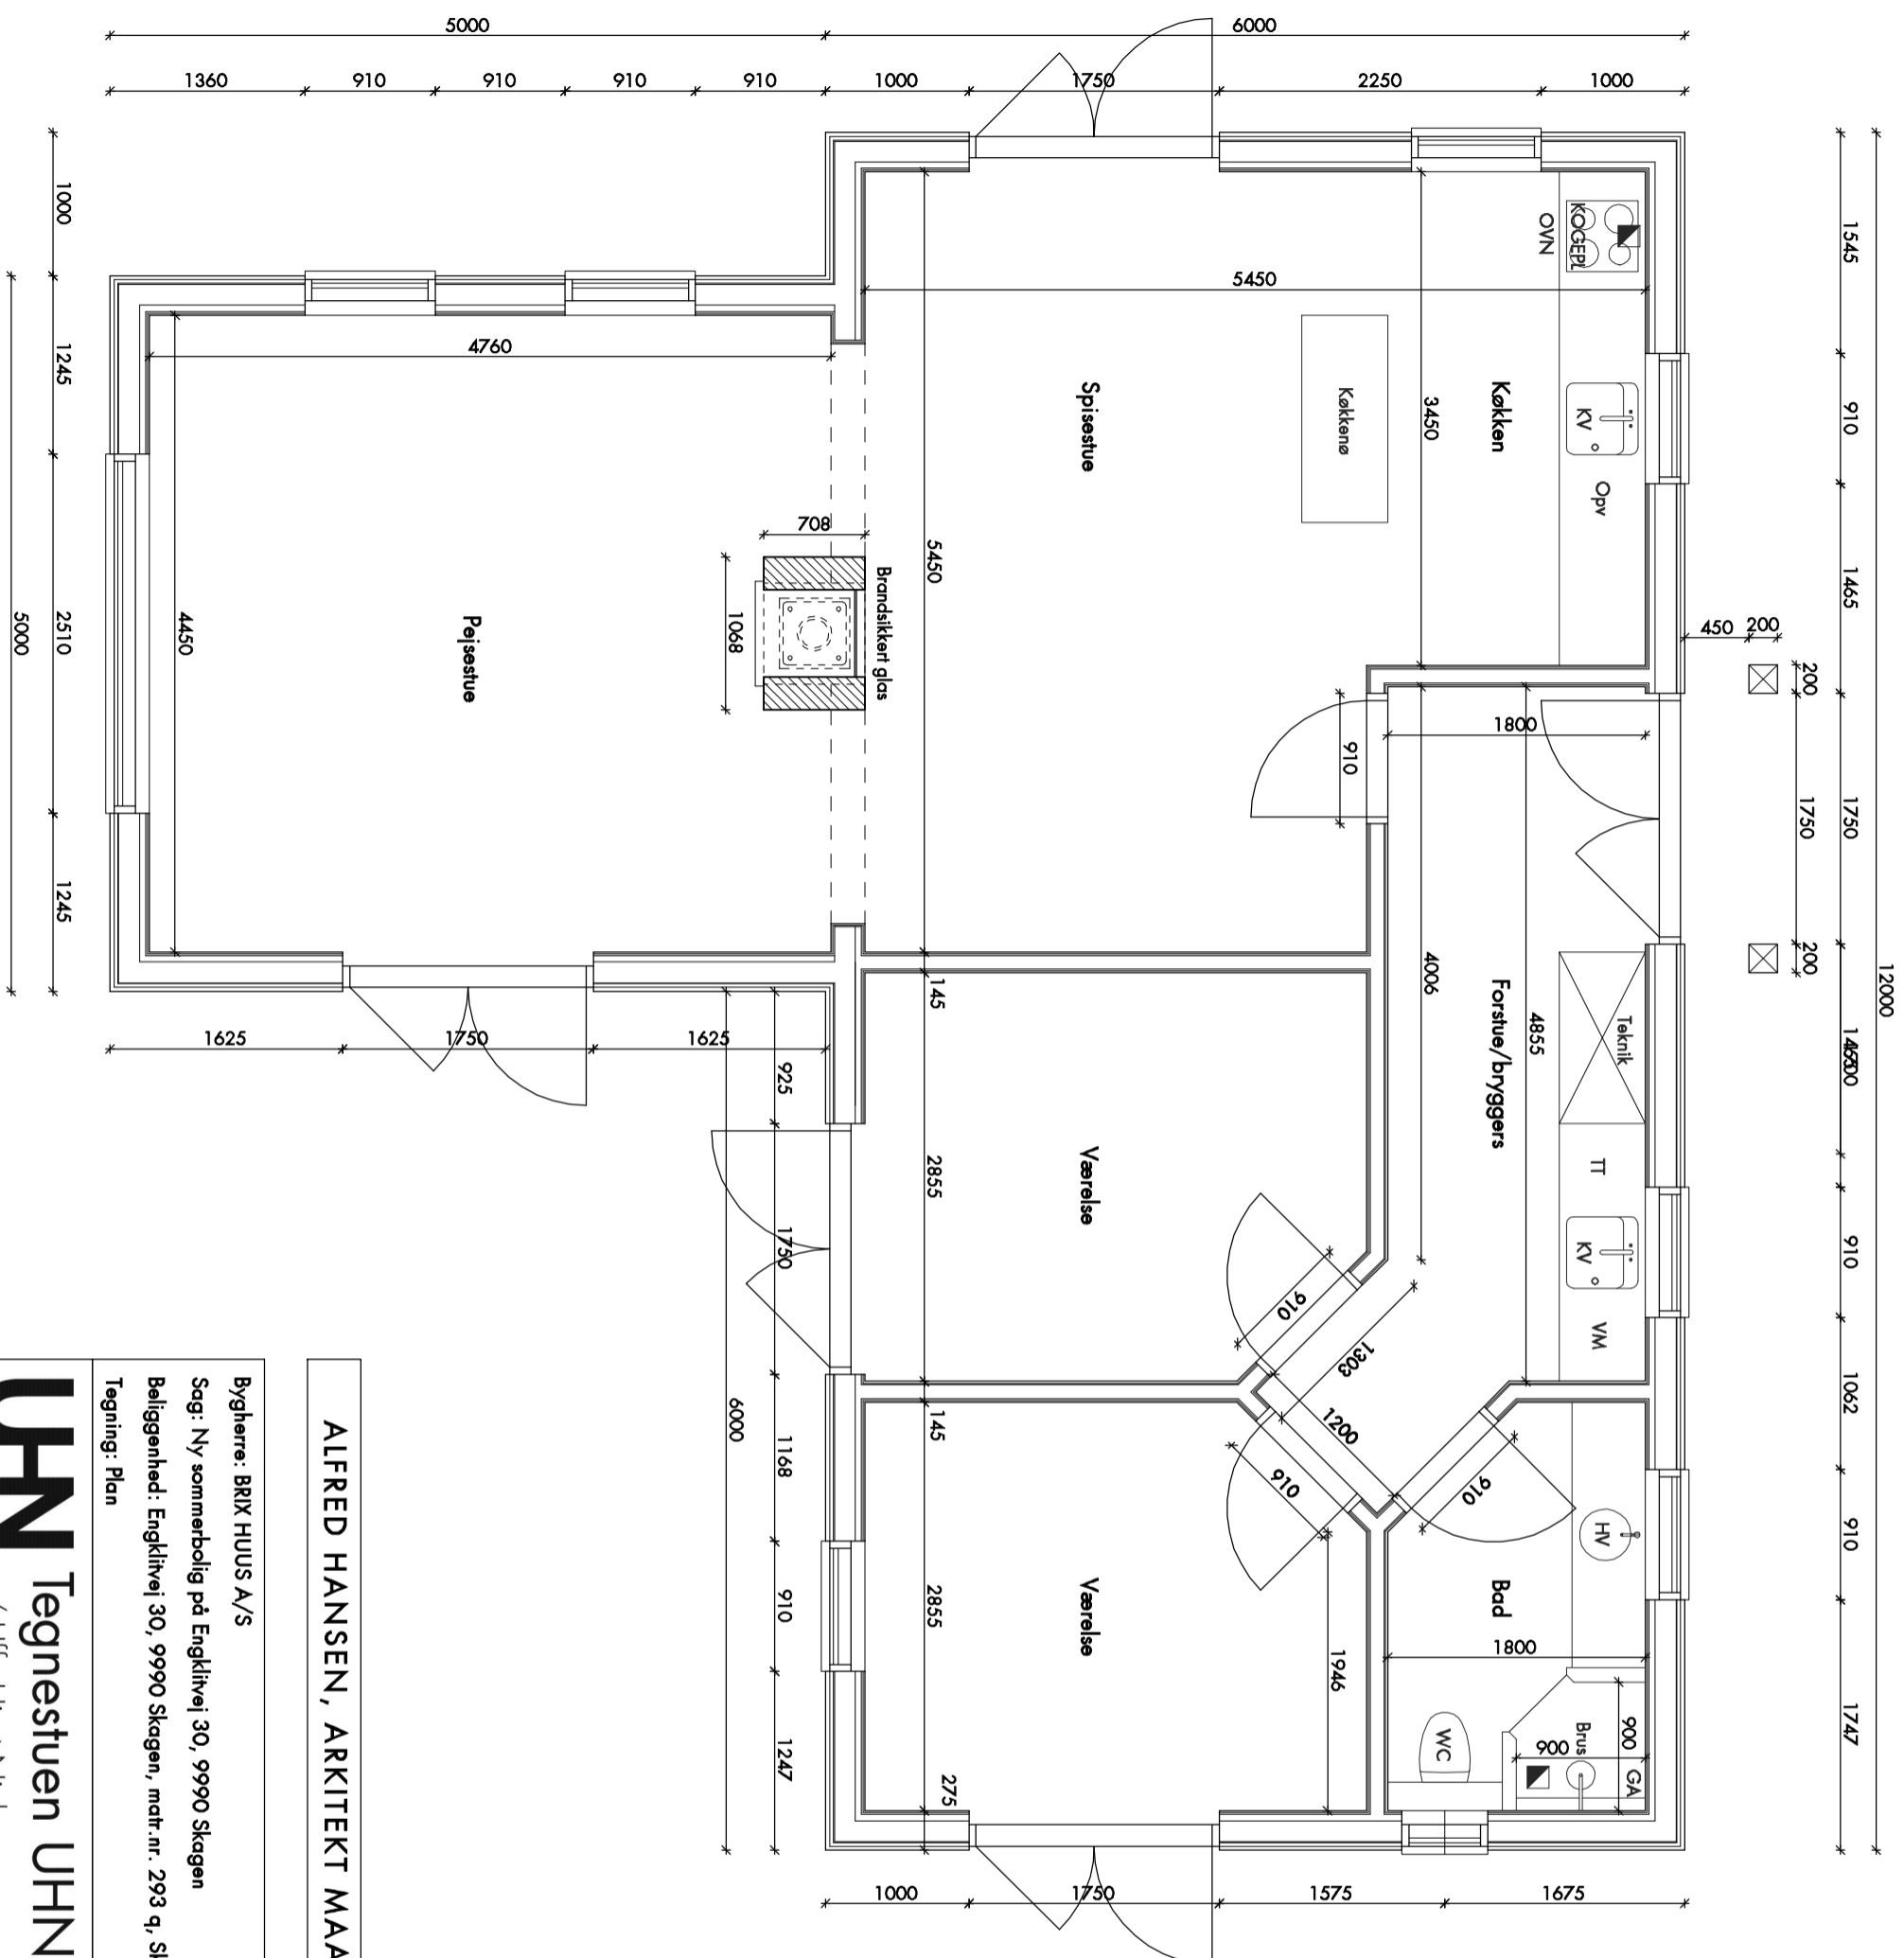 5000
6000
1360
910
910
910
910
1000
1750
2250
1000
12000
1545
910
1465
1750
910
1062
910
1747
200
1750
200
450
200
KOGEPL
OVN
KV
Opv
Køkken
3450
Køkkenø
5450
Spisestue
5450
Brandsikkert glas
708
1068
4760
Pejsestue
4450
1000
1245
2510
1245
5000
1625
1750
1625
910
1800
4006
4855
Forstue/bryggers
Teknik
TT
KV
VM
145
2855
Værelse
910
1303
1200
910
910
145
2855
Værelse
1946
275
HV
Bad
1800
WC
Brus
900
900
GA
925
1750
1168
910
1247
6000
1000
1750
1575
1675
ALFRED HANSEN, ARKITEKT MAA
Bygherre: BRIX HUUS A/S
Sag: Ny sommerbolig på Engklitvej 30, 9990 Skagen
Beliggenhed: Engklitvej 30, 9990 Skagen, matr.nr. 293 q,
Tegning: Plan
UHN Tegnestuen UHN